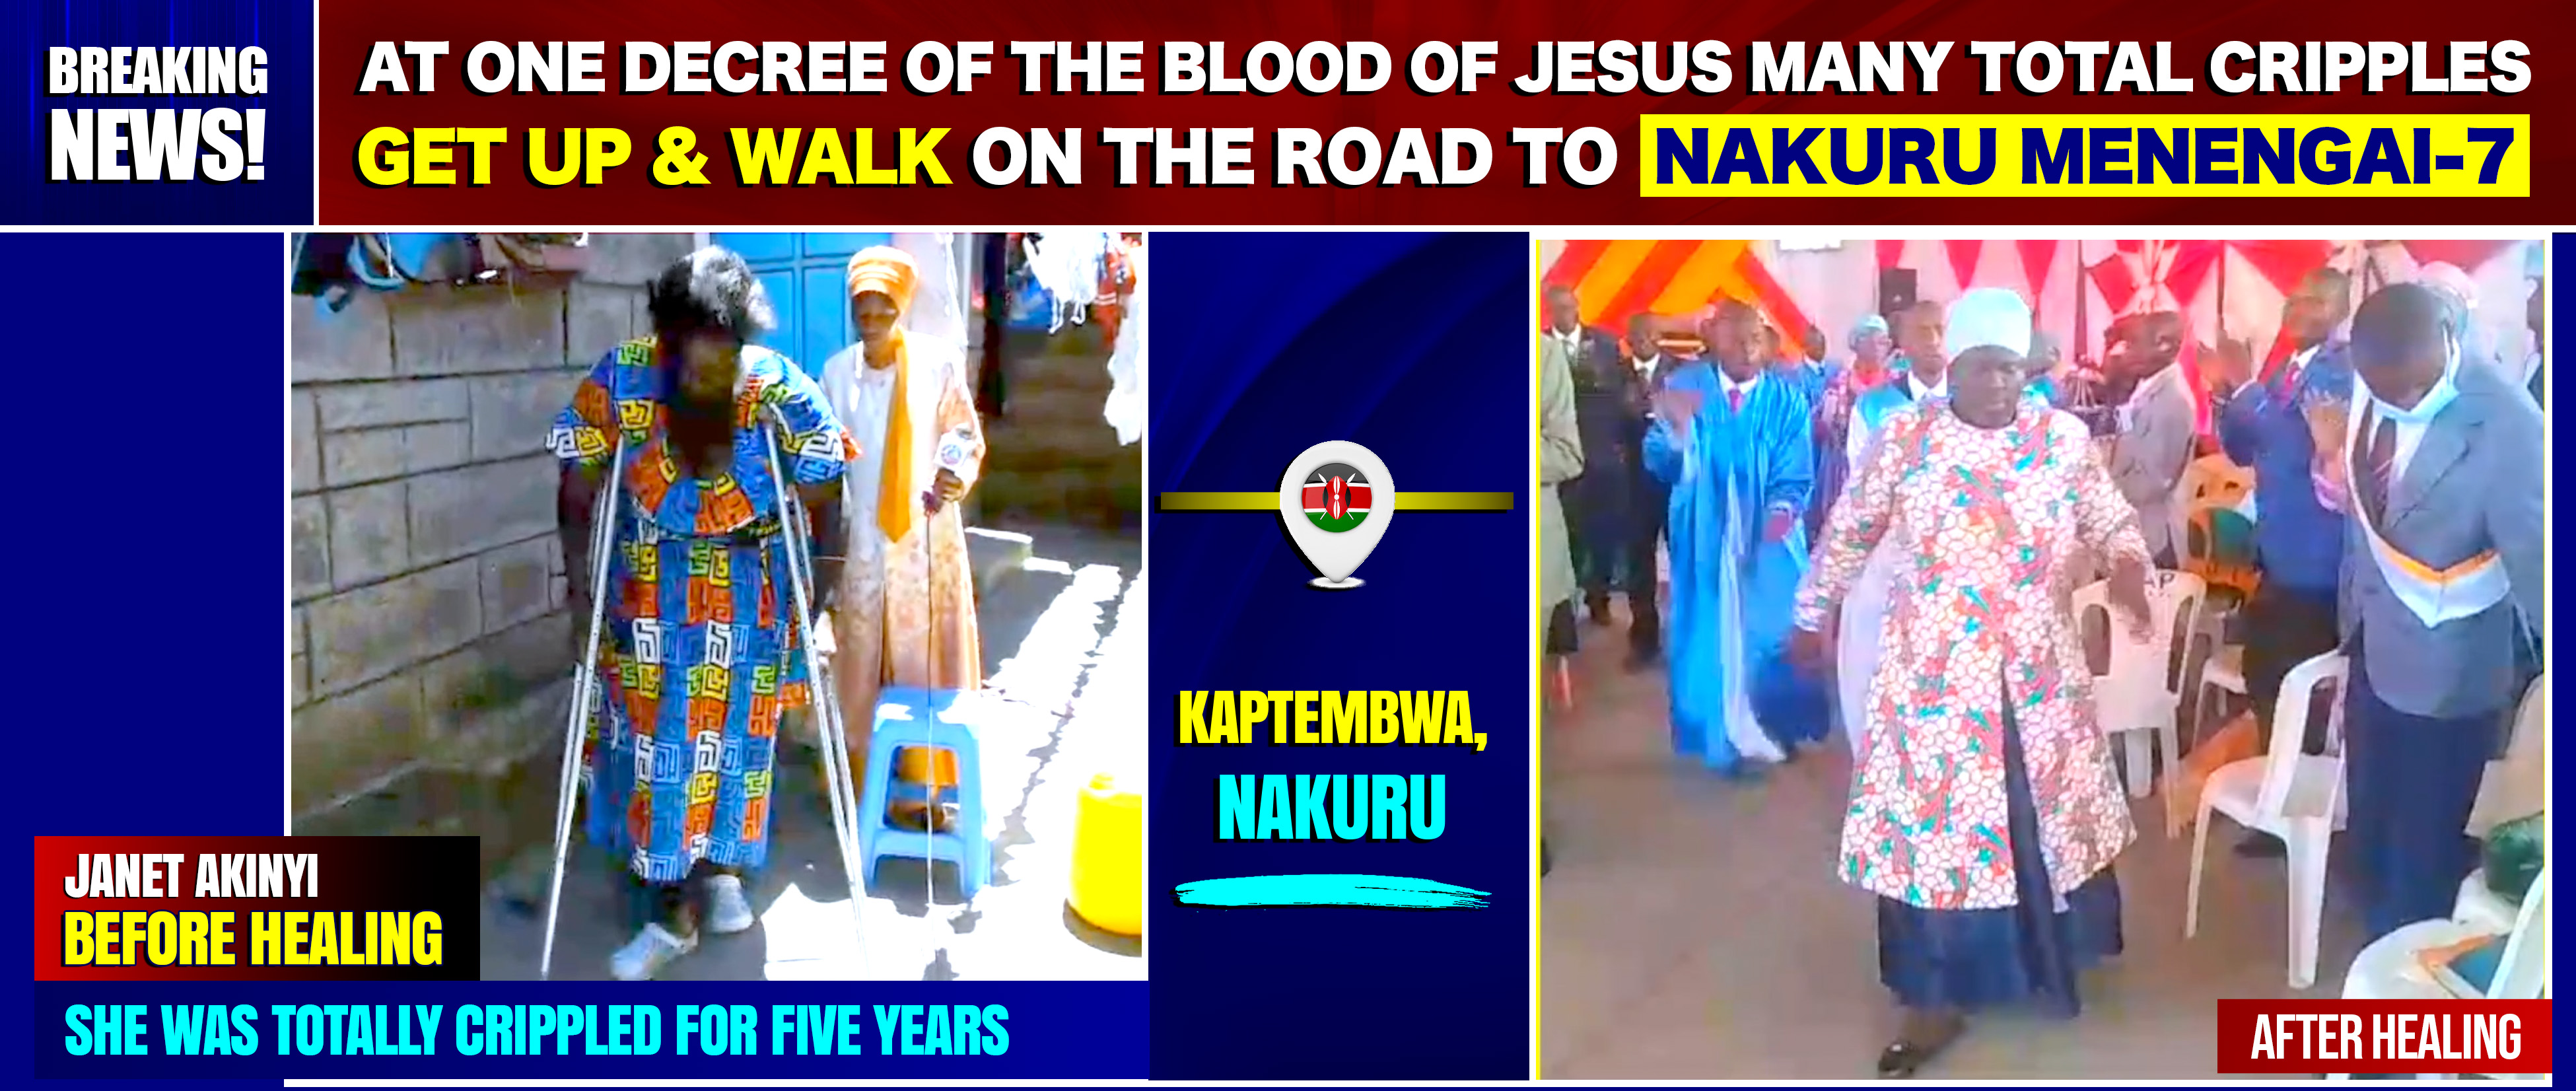 BREAKING
NEWS!
AT ONE DECREE OF THE BLOOD OF JESUS MANY TOTAL CRIPPLES
GET UP & WALK ON THE ROAD TO NAKURU MENENGAI-7
KAPTEMBWA,
NAKURU
JANET AKINYI
BEFORE HEALING
SHE WAS TOTALLY CRIPPLED FOR FIVE YEARS
AFTER HEALING